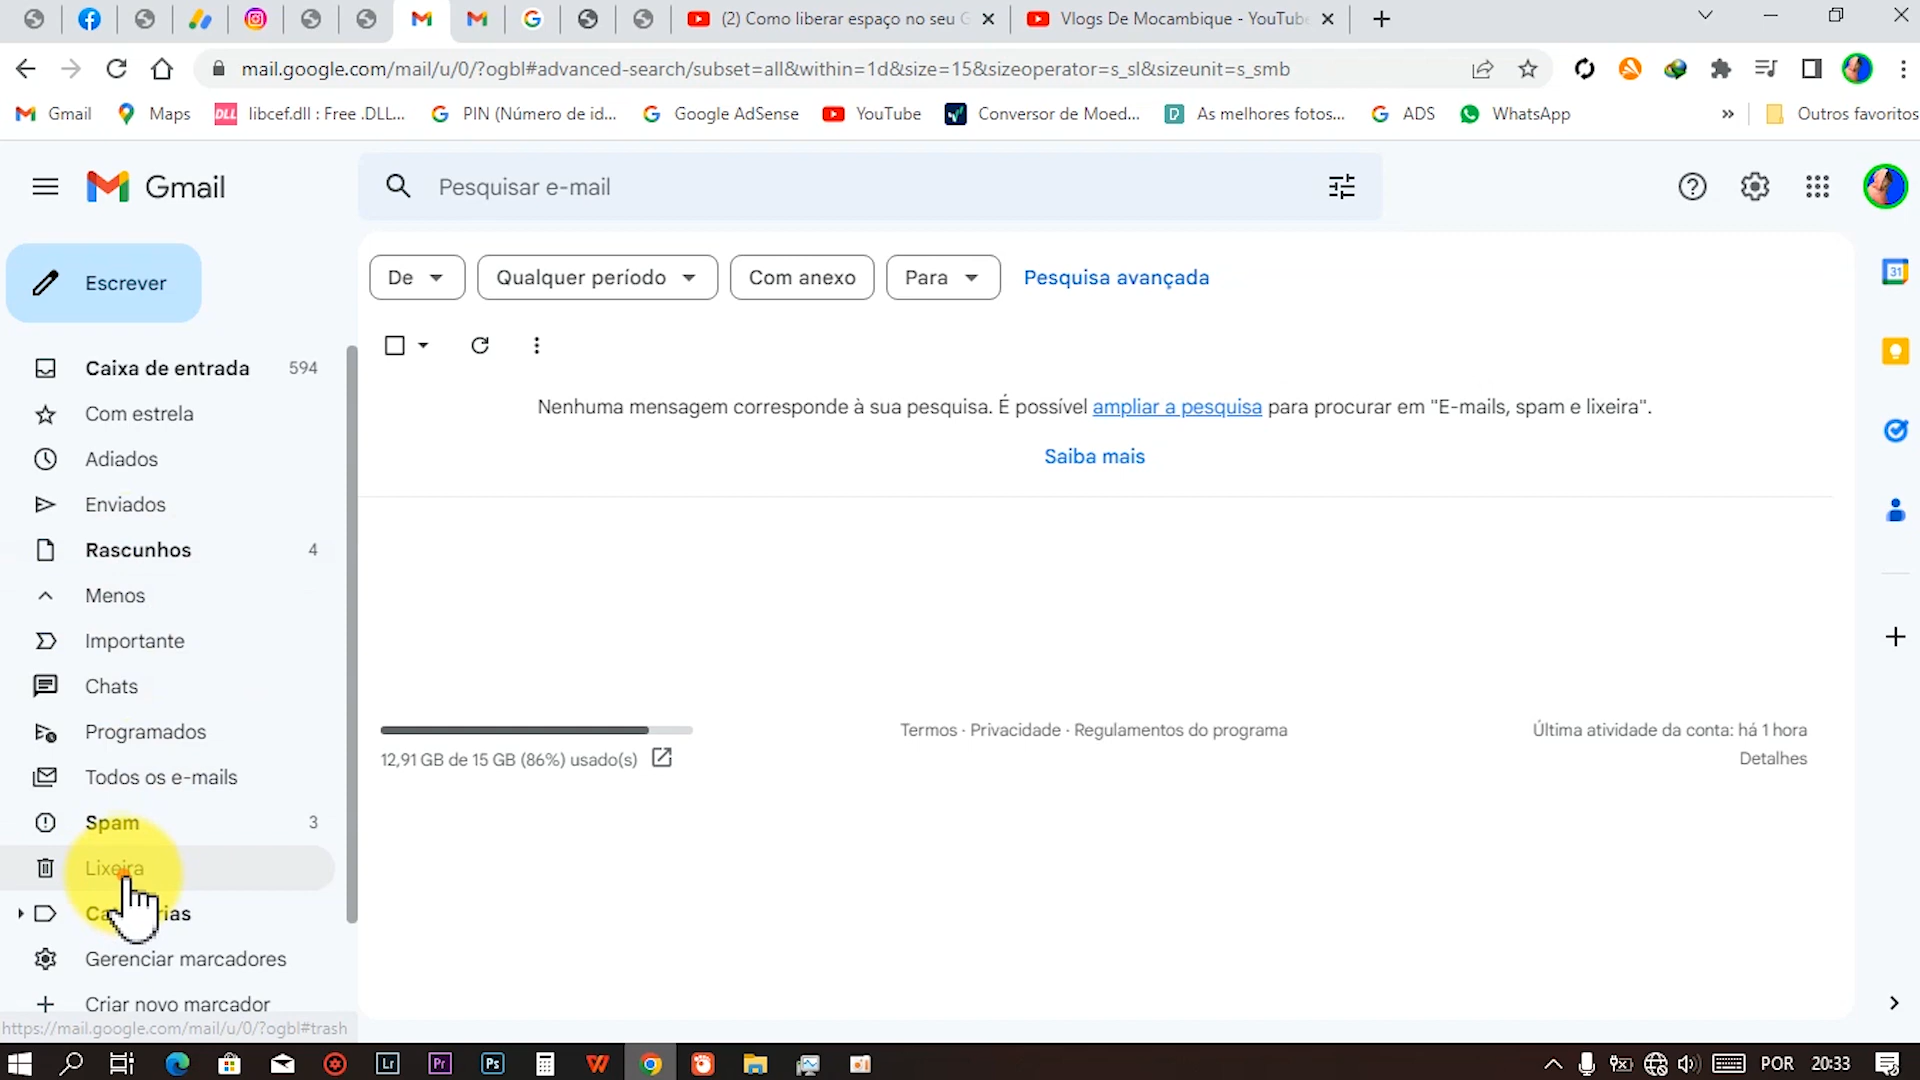 (2) Como liberar espaço no seu G
Vlogs De Mocambique - YouTube
mail.google.com/mail/u/0/?ogbl#advanced-search/subset=all&within=1d&size=15&sizeoperator=s_sl&sizeunit=s_smb
Gmail
Maps
DLL
libcef.dll : Free .DLL...
PIN (Número de id...
Google AdSense
YouTube
Conversor de Moed...
As melhores fotos...
ADS
WhatsApp
»
Outros favoritos
Gmail
Pesquisar e-mail
Escrever
De
Qualquer período
Com anexo
Para
Pesquisa avançada
Nenhuma mensagem corresponde à sua pesquisa. É possível ampliar a pesquisa para procurar em "E-mails, spam e lixeira".
Saiba mais
Caixa de entrada 594
Com estrela
Adiados
Enviados
Rascunhos 4
Menos
Importante
Chats
Programados
Todos os e-mails
Spam 3
Lixeira
Gerenciar marcadores
Criar novo marcador
12,91 GB de 15 GB (86%) usado(s)
Termos · Privacidade · Regulamentos do programa
Última atividade da conta: há 1 hora
Detalhes
31
https://mail.google.com/mail/u/0/?ogbl#trash
Lr
Pr
Ps
POR
20:33